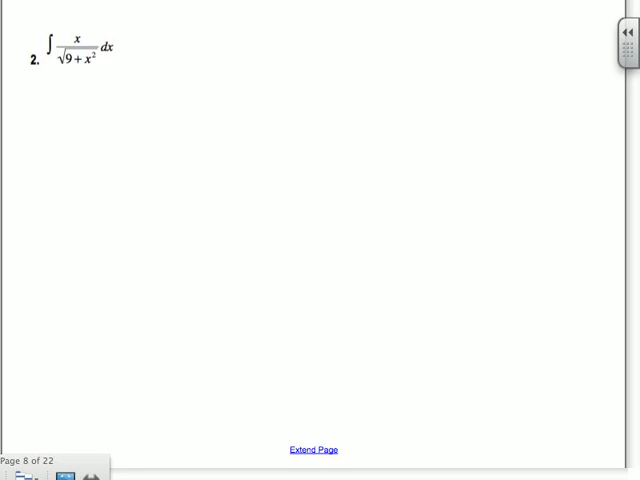 2. ∫ x / √9 + x² dx
Extend Page
Page 8 of 22